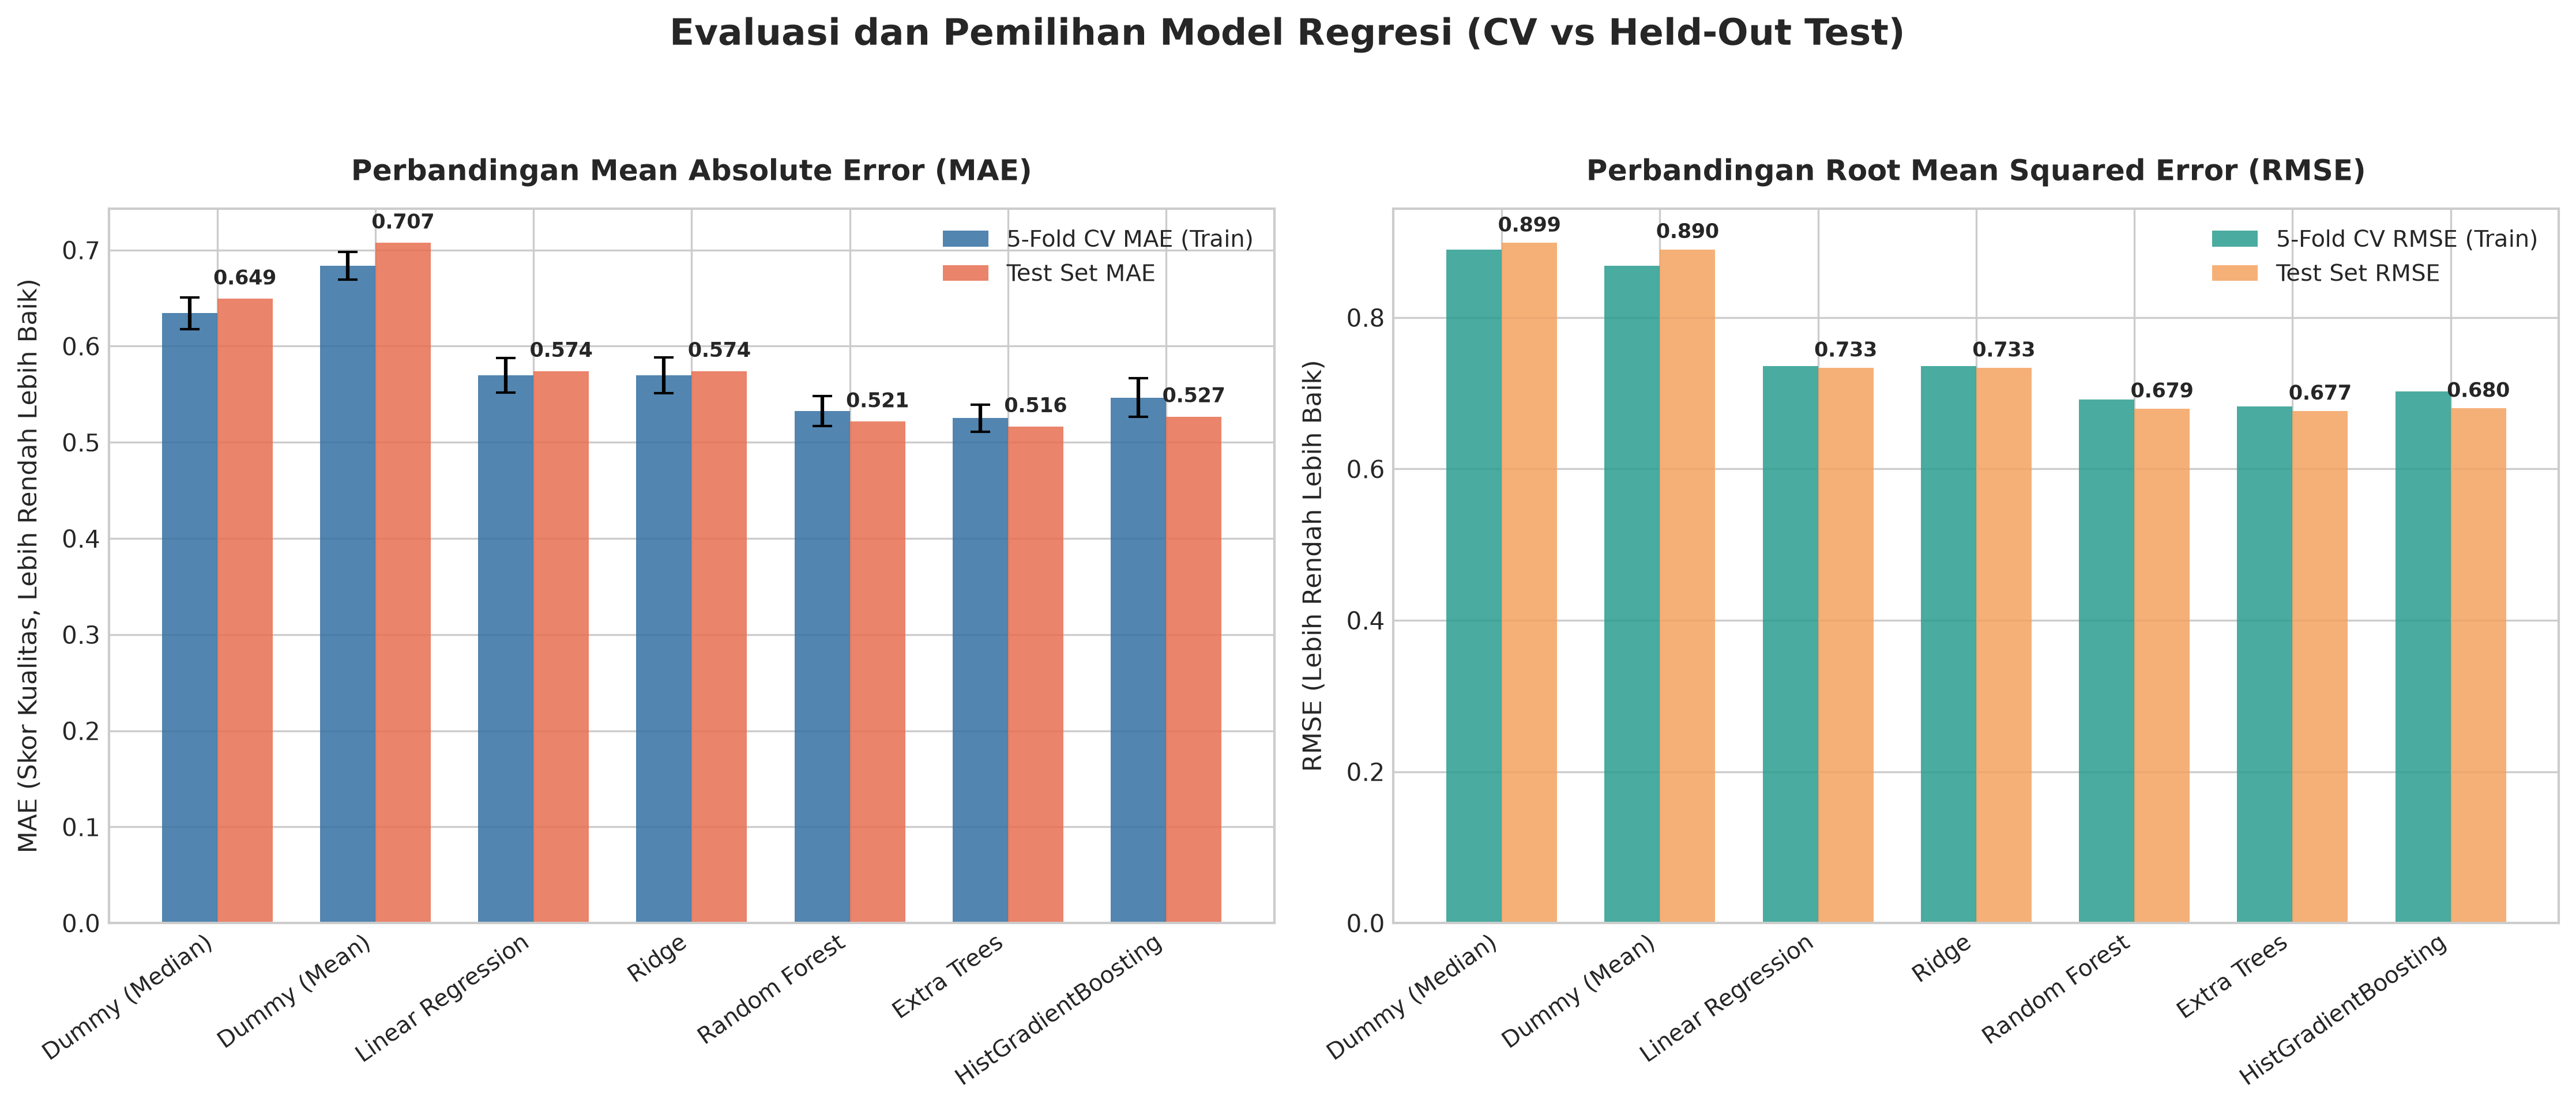 Evaluasi dan Pemilihan Model Regresi (CV vs Held-Out Test)
Perbandingan Mean Absolute Error (MAE)
MAE (Skor Kualitas, Lebih Rendah Lebih Baik)
0.7
0.6
0.5
0.4
0.3
0.2
0.1
0.0
0.649
0.707
0.574
0.574
0.521
0.516
0.527
5-Fold CV MAE (Train)
Test Set MAE
Dummy (Median)
Dummy (Mean)
Linear Regression
Ridge
Random Forest
Extra Trees
HistGradientBoosting
Perbandingan Root Mean Squared Error (RMSE)
RMSE (Lebih Rendah Lebih Baik)
0.8
0.6
0.4
0.2
0.0
0.899
0.890
0.733
0.733
0.679
0.677
0.680
5-Fold CV RMSE (Train)
Test Set RMSE
Dummy (Median)
Dummy (Mean)
Linear Regression
Ridge
Random Forest
Extra Trees
HistGradientBoosting